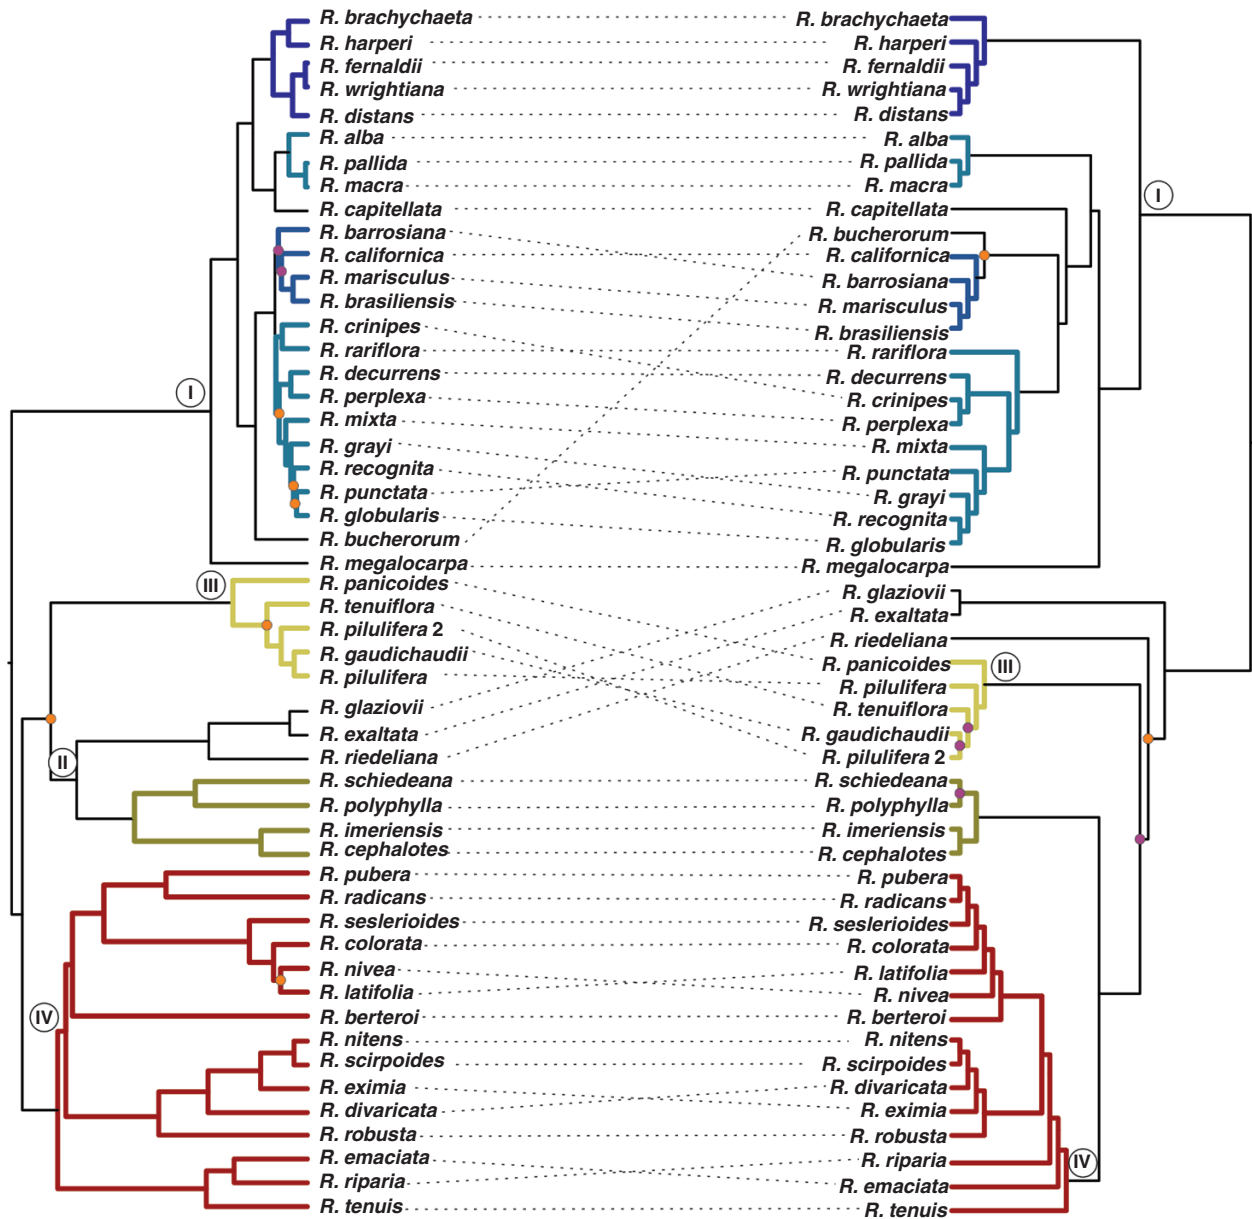 R. brachychaeta
R. harperi
R. fernaldii
R. wrightiana
R. distans
R. alba
R. pallida
R. macra
R. capitellata
R. barrosiana
R. californica
R. marisculus
R. brasiliensis
R. crinipes
R. rariflora
R. decurrens
R. perplexa
R. mixta
R. grayi
R. recognita
R. punctata
R. globularis
R. bucherorum
R. megalocarpa
R. panicoides
R. tenuiflora
R. pilulifera 2
R. gaudichaudii
R. pilulifera
R. glaziovii
R. exaltata
R. riedeliana
R. schiedeana
R. polyphylla
R. imeriensis
R. cephalotes
R. pubera
R. radicans
R. seslerioides
R. colorata
R. nivea
R. latifolia
R. berteroi
R. nitens
R. scirpoides
R. eximia
R. divaricata
R. robusta
R. emaciata
R. riparia
R. tenuis
I
III
II
IV
R. brachychaeta
R. harperi
R. fernaldii
R. wrightiana
R. distans
R. alba
R. pallida
R. macra
R. capitellata
R. bucherorum
R. californica
R. barrosiana
R. marisculus
R. brasiliensis
R. rariflora
R. decurrens
R. crinipes
R. perplexa
R. mixta
R. punctata
R. grayi
R. recognita
R. globularis
R. megalocarpa
R. glaziovii
R. exaltata
R. riedeliana
R. panicoides
R. pilulifera
R. tenuiflora
R. gaudichaudii
R. pilulifera 2
R. schiedeana
R. polyphylla
R. imeriensis
R. cephalotes
R. pubera
R. radicans
R. seslerioides
R. colorata
R. latifolia
R. nivea
R. berteroi
R. nitens
R. scirpoides
R. divaricata
R. eximia
R. robusta
R. riparia
R. emaciata
R. tenuis
I
III
IV